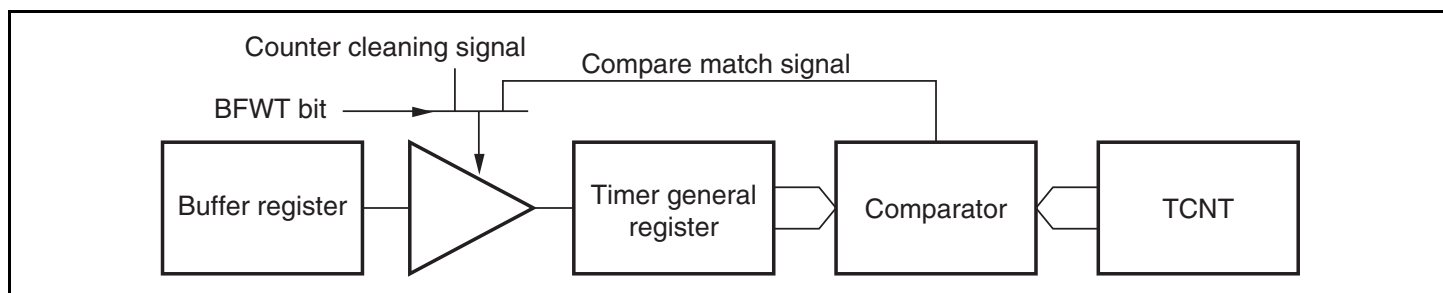 Counter cleaning signal
Compare match signal
BFWT bit
Buffer register
Timer general
register
Comparator
TCNT